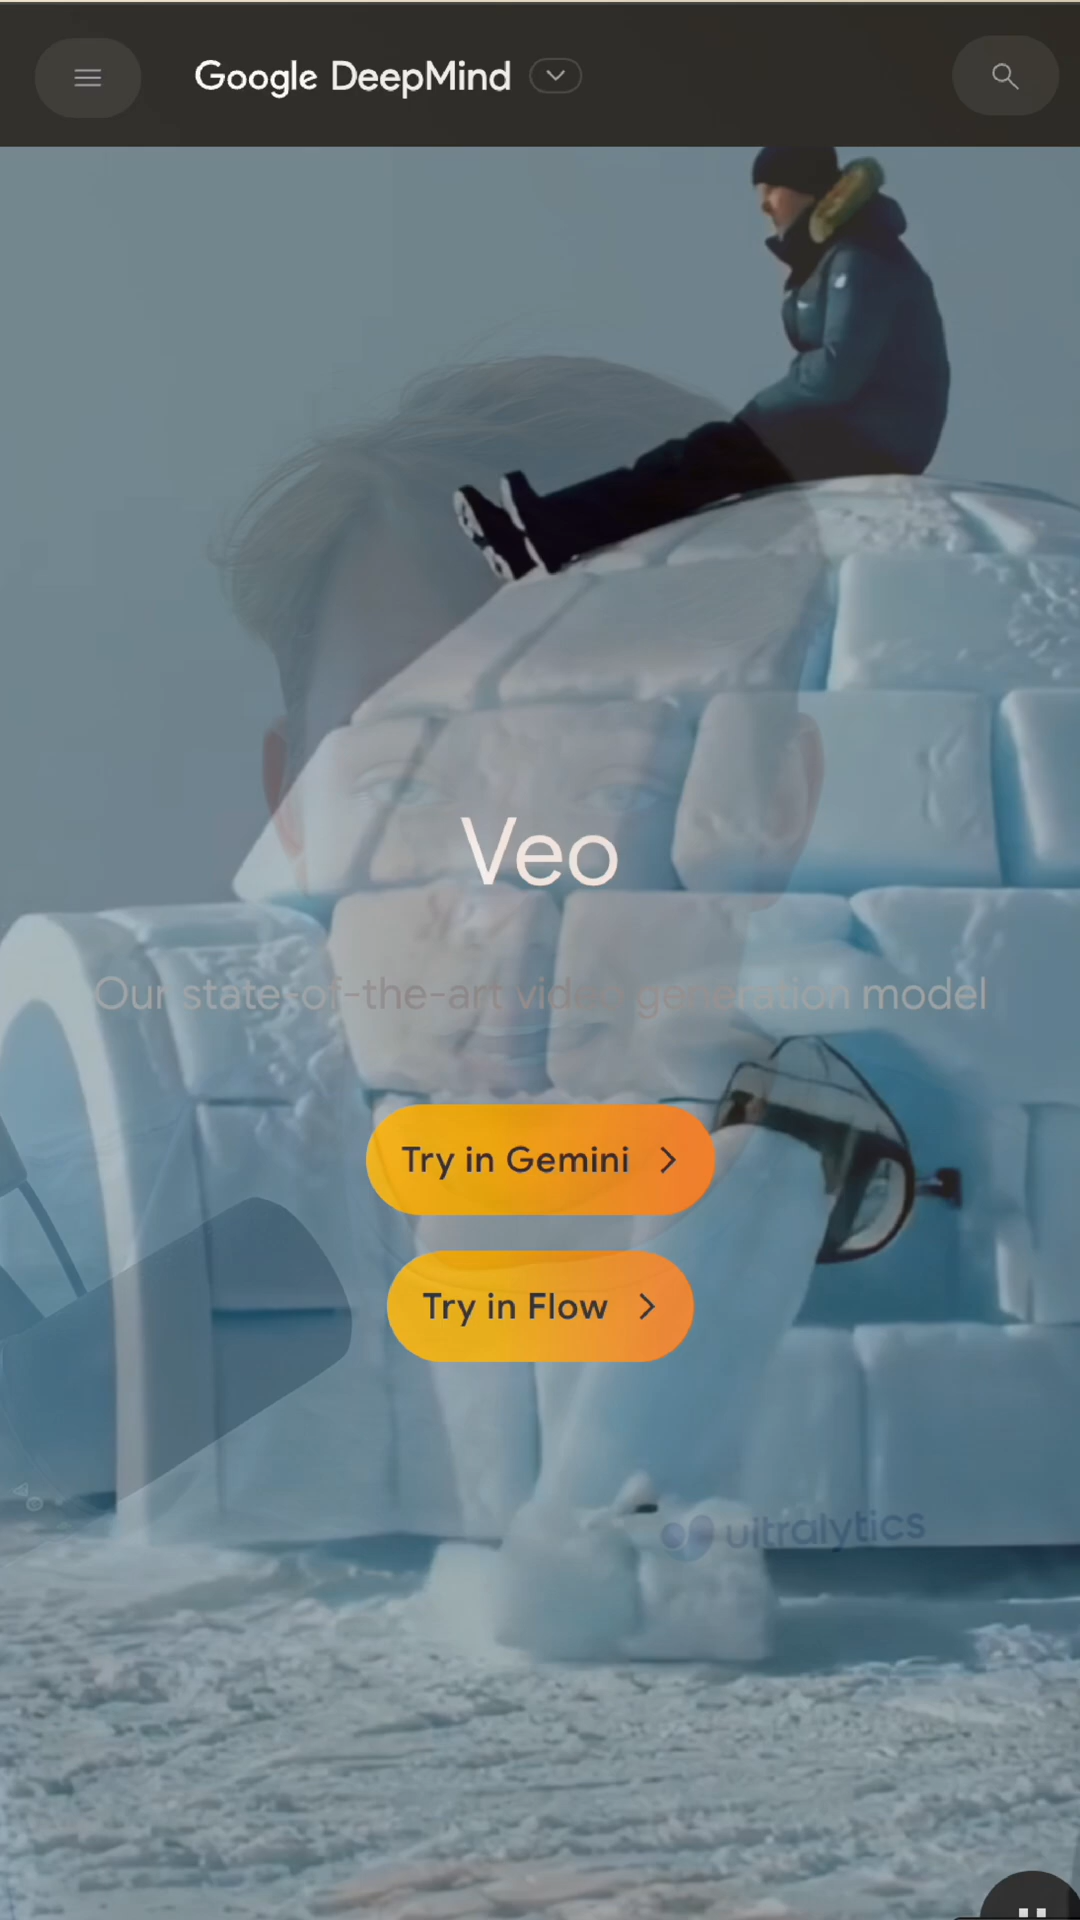 Google DeepMind
Veo
Our state-of-the-art video generation model
Try in Gemini
Try in Flow
ultralytics